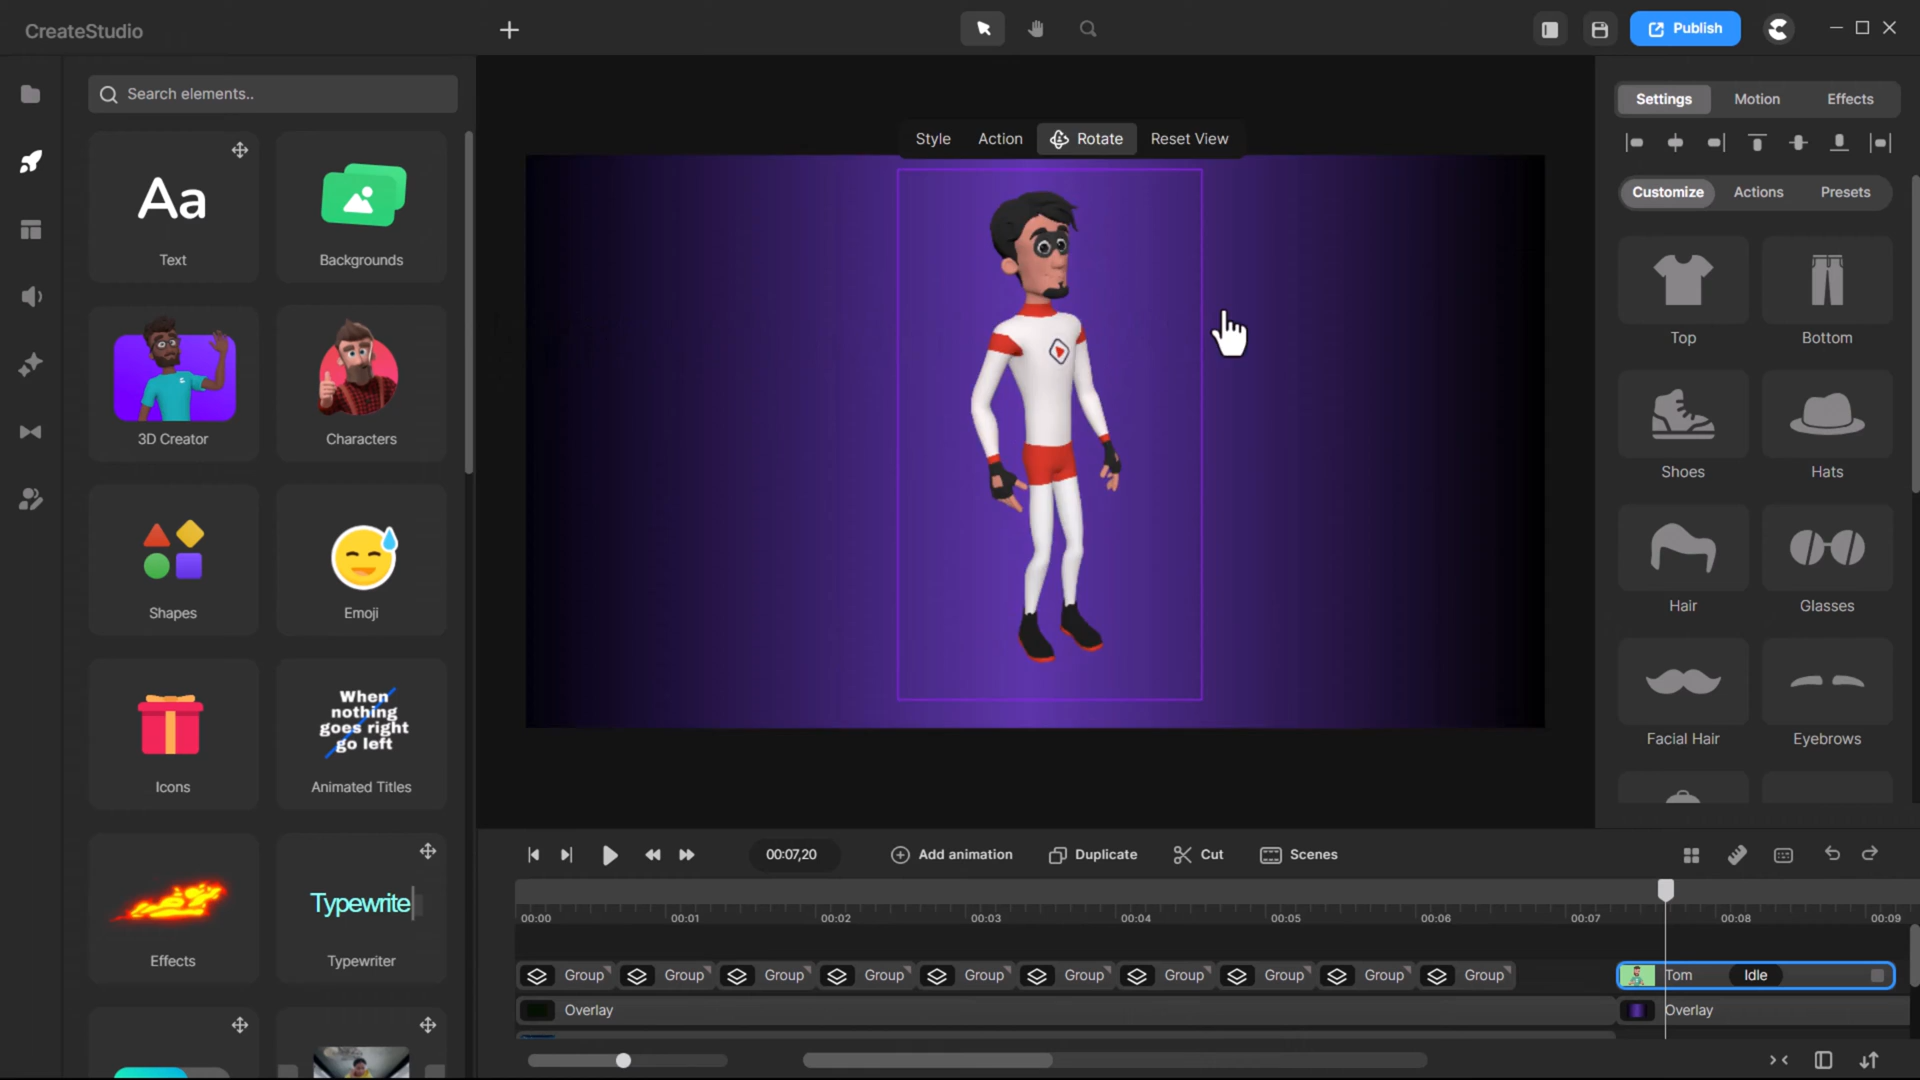 CreateStudio
Publish
Search elements..
Settings
Motion
Effects
Style
Action
Rotate
Reset View
Customize
Actions
Presets
Aa
Text
Backgrounds
3D Creator
Characters
Shapes
Emoji
Icons
When
nothing
goes right
go left
Animated Titles
Effects
Typewrite
Typewriter
Top
Bottom
Shoes
Hats
Hair
Glasses
Facial Hair
Eyebrows
00:07,20
Add animation
Duplicate
Cut
Scenes
00:00
00:01
00:02
00:03
00:04
00:05
00:06
00:07
00:08
00:09
Group
Group
Group
Group
Group
Group
Group
Group
Group
Group
Tom
Idle
Overlay
Overlay